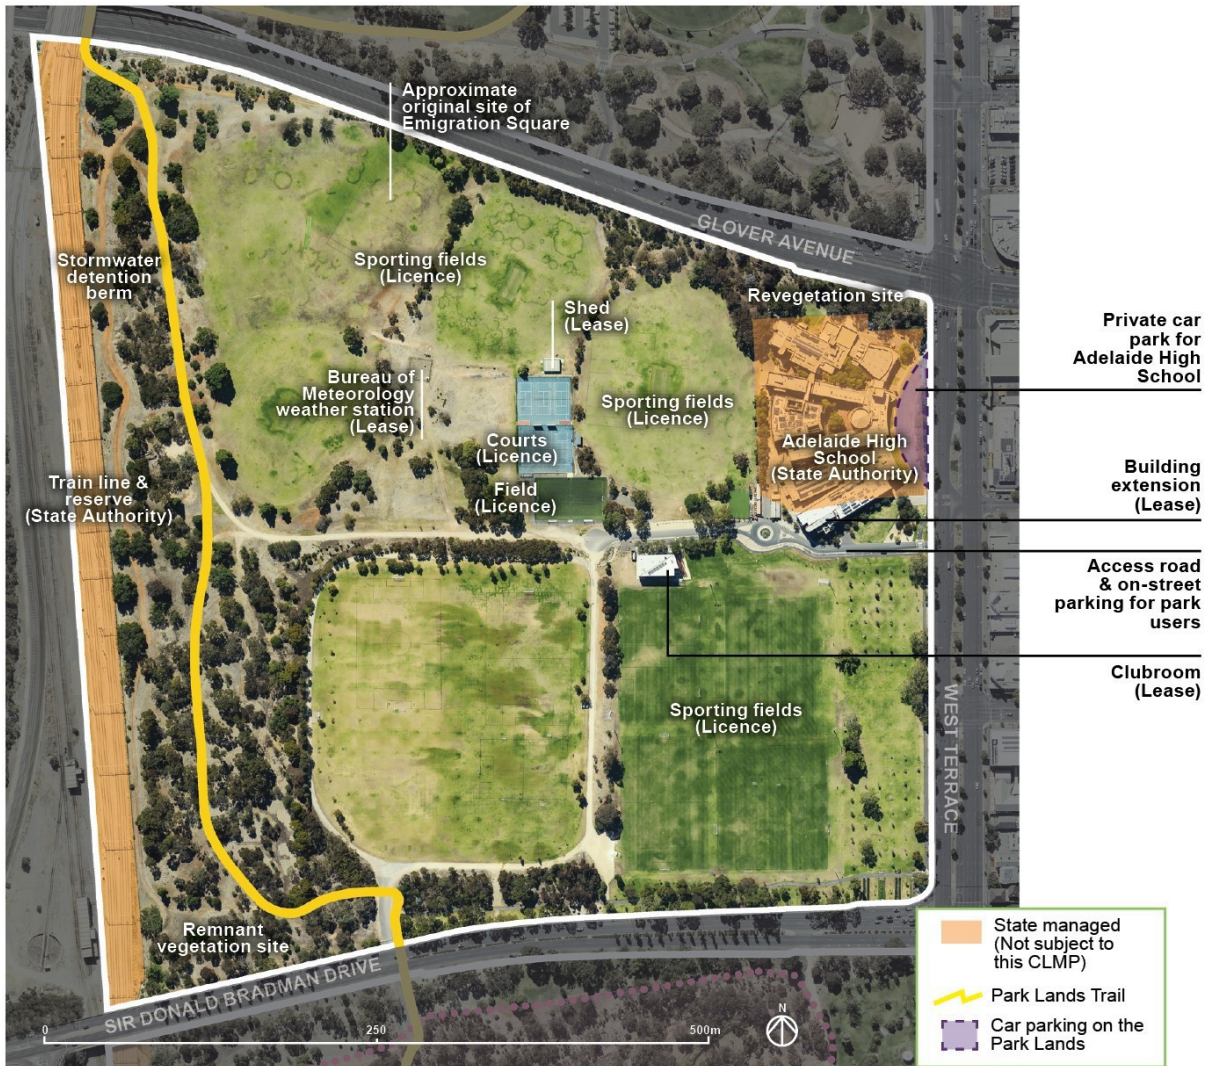 Approximate
original site of
Emigration Square
GLOVER AVENUE
Stormwater
detention
berm
Sporting fields
(Licence)
Revegetation site
Shed
(Lease)
Private car
park for
Adelaide High
School
Bureau of
Meteorology
weather station
(Lease)
Sporting fields
(Licence)
Courts
(Licence)
Adelaide High
School
(State Authority)
Train line &
reserve
(State Authority)
Field
(Licence)
Building
extension
(Lease)
Access road
& on-street
parking for park
users
Clubroom
(Lease)
Sporting fields
(Licence)
WEST TERRACE
Remnant
vegetation site
SIR DONALD BRADMAN DRIVE
0
250
500m
N
State managed
(Not subject to
this CLMP)
Park Lands Trail
Car parking on the
Park Lands